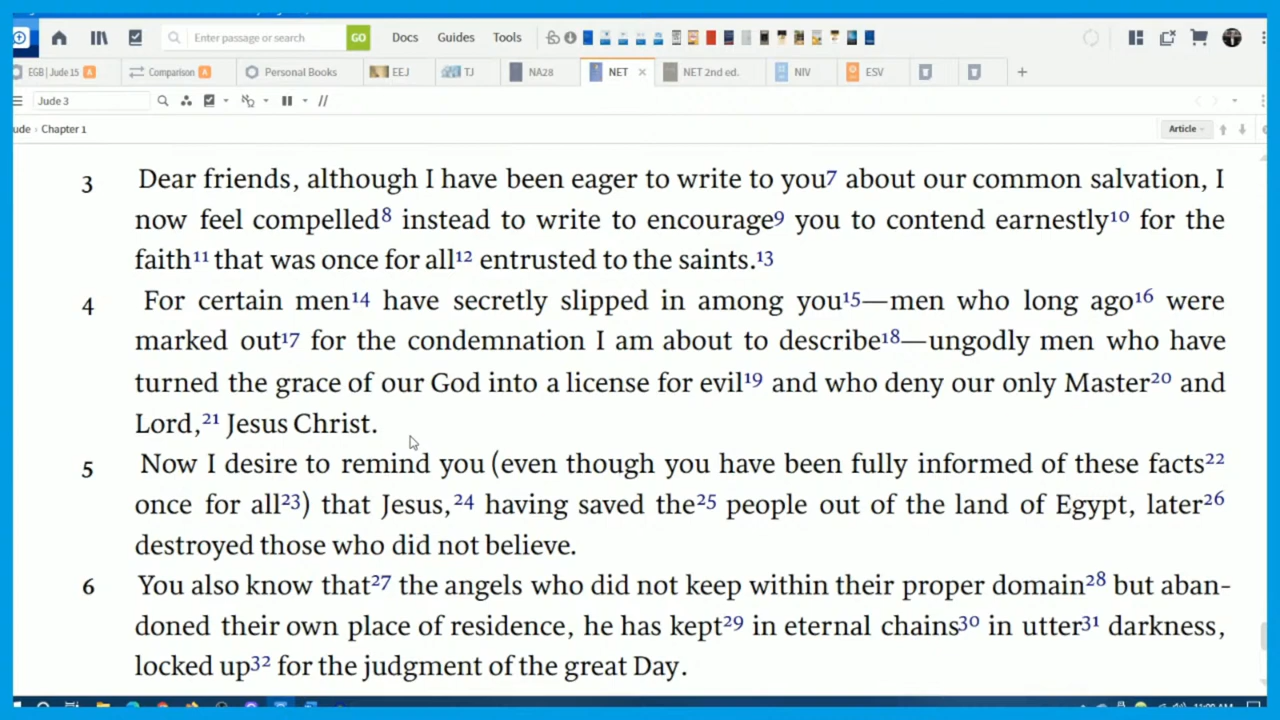 Enter passage or search GO Docs Guides Tools
EGB | Jude 15 A Comparison A Personal Books EEJ TJ NA28 NET × NET 2nd ed. NIV ESV +
Jude 3
ude › Chapter 1 Article
3 Dear friends, although I have been eager to write to you7 about our common salvation, I
now feel compelled8 instead to write to encourage9 you to contend earnestly10 for the
faith11 that was once for all12 entrusted to the saints.13
4 For certain men14 have secretly slipped in among you15—men who long ago16 were
marked out17 for the condemnation I am about to describe18—ungodly men who have
turned the grace of our God into a license for evil19 and who deny our only Master20 and
Lord,21 Jesus Christ.
5 Now I desire to remind you (even though you have been fully informed of these facts22
once for all23) that Jesus,24 having saved the25 people out of the land of Egypt, later26
destroyed those who did not believe.
6 You also know that27 the angels who did not keep within their proper domain28 but aban-
doned their own place of residence, he has kept29 in eternal chains30 in utter31 darkness,
locked up32 for the judgment of the great Day.